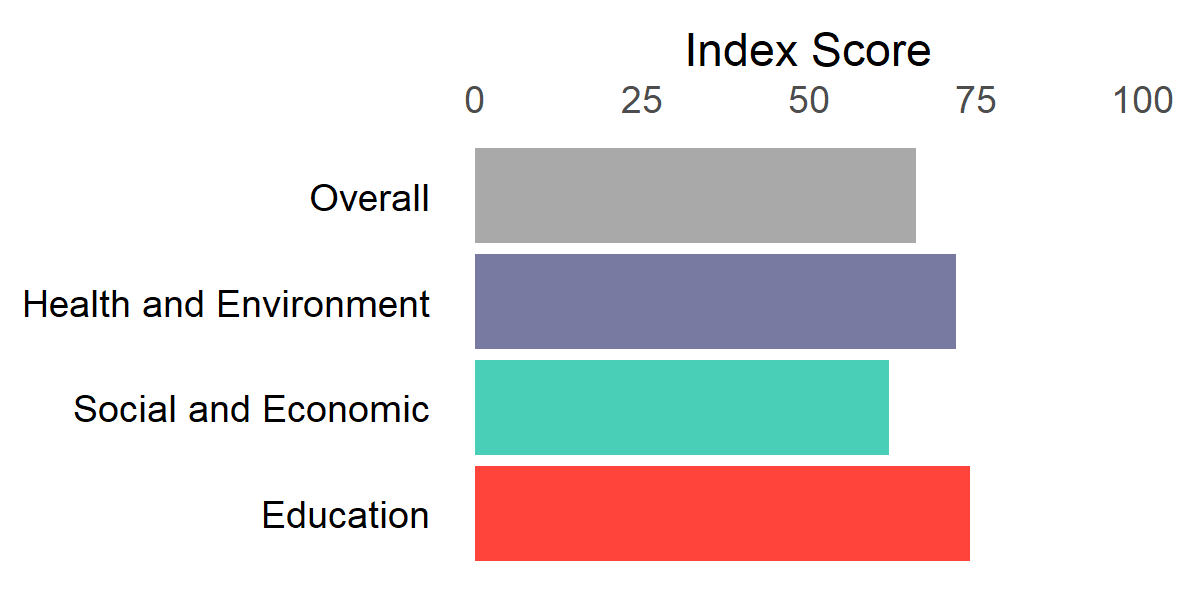 Index Score
0 25 50 75 100
Overall
Health and Environment
Social and Economic
Education